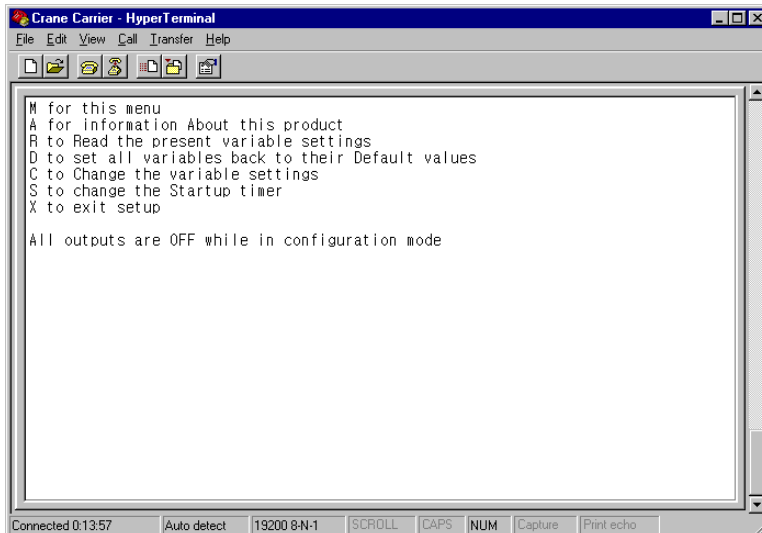 Crane Carrier - HyperTerminal
File Edit View Call Transfer Help
M for this menu
A for information About this product
R to Read the present variable settings
D to set all variables back to their Default values
C to Change the variable settings
S to change the Startup timer
X to exit setup
All outputs are OFF while in configuration mode
Connected 0:13:57 Auto detect 19200 8-N-1 SCROLL CAPS NUM Capture Print echo